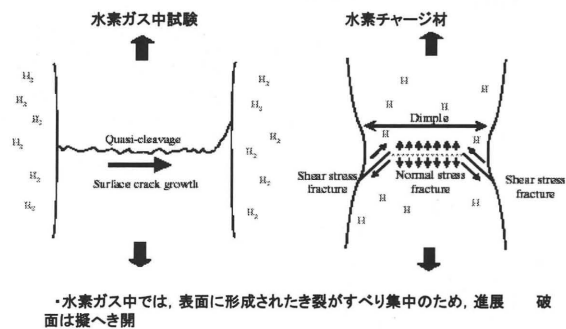 水素ガス中試験
水素チャージ材
H₂
H₂
H₂
H₂
H₂
H₂
H₂
H₂
H₂
H₂
H₂
H₂
Quasi-cleavage
Surface crack growth
H
H
H
H
H
Dimple
H
Shear stress
fracture
Normal stress
fracture
Shear stress
fracture
H
H
H
H
・水素ガス中では, 表面に形成されたき裂がすべり集中のため, 進展　破
面は擬へき開